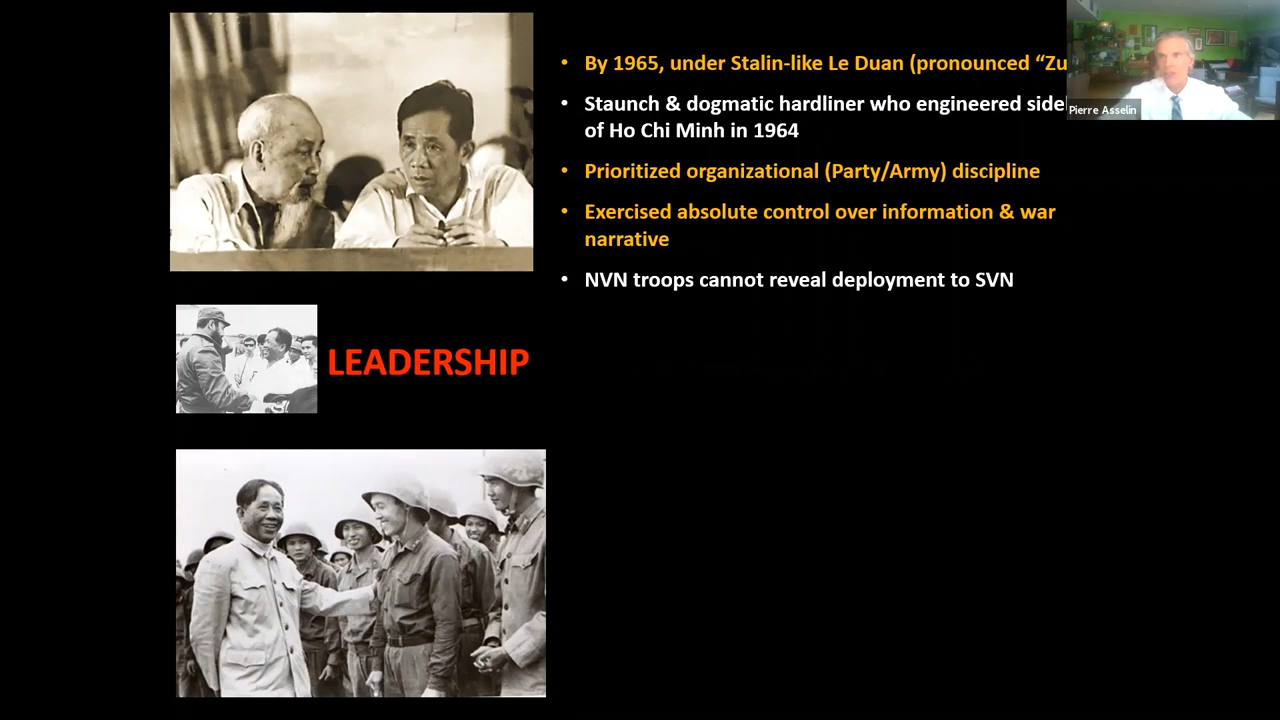 • By 1965, under Stalin-like Le Duan (pronounced “Zu
• Staunch & dogmatic hardliner who engineered side
of Ho Chi Minh in 1964
• Prioritized organizational (Party/Army) discipline
• Exercised absolute control over information & war
narrative
• NVN troops cannot reveal deployment to SVN
LEADERSHIP
Pierre Asselin